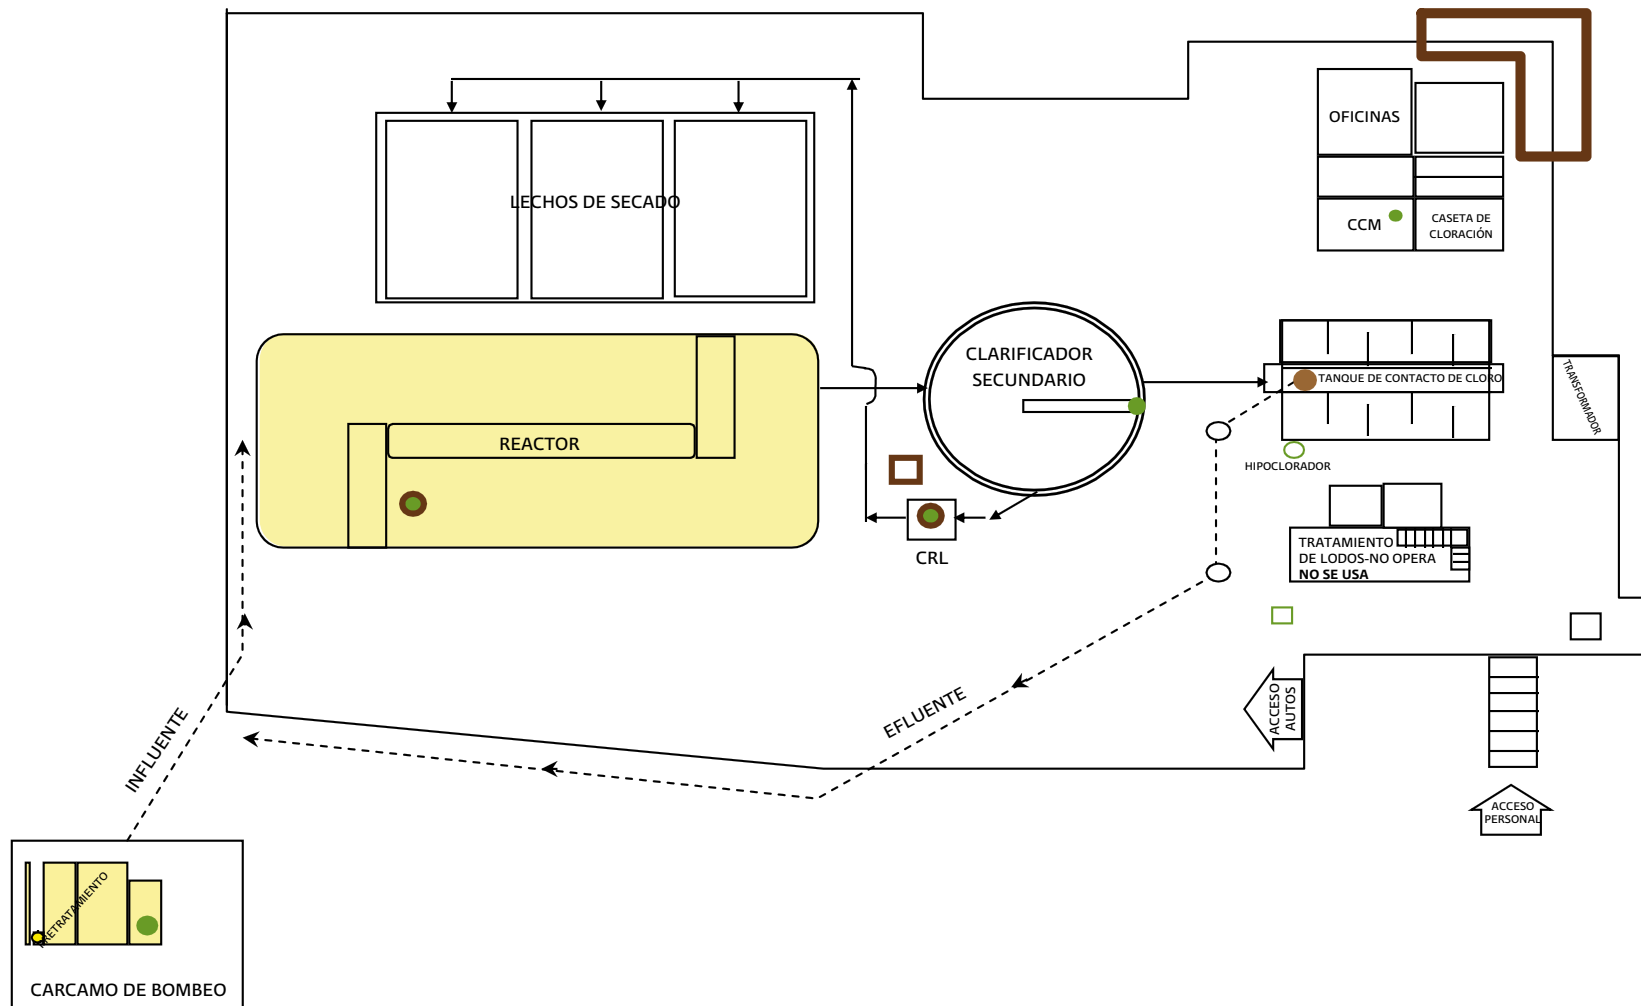 OFICINAS
LECHOS DE SECADO
CCM
CASETA DE
CLORACIÓN
CLARIFICADOR
SECUNDARIO
TANQUE DE CONTACTO DE CLORO
TRANSFORMADOR
REACTOR
HIPOCLORADOR
CRL
TRATAMIENTO
DE LODOS-NO OPERA
NO SE USA
INFLUENTE
EFLUENTE
ACCESO
AUTOS
ACCESO
PERSONAL
PRETRATAMIENTO
CARCAMO DE BOMBEO